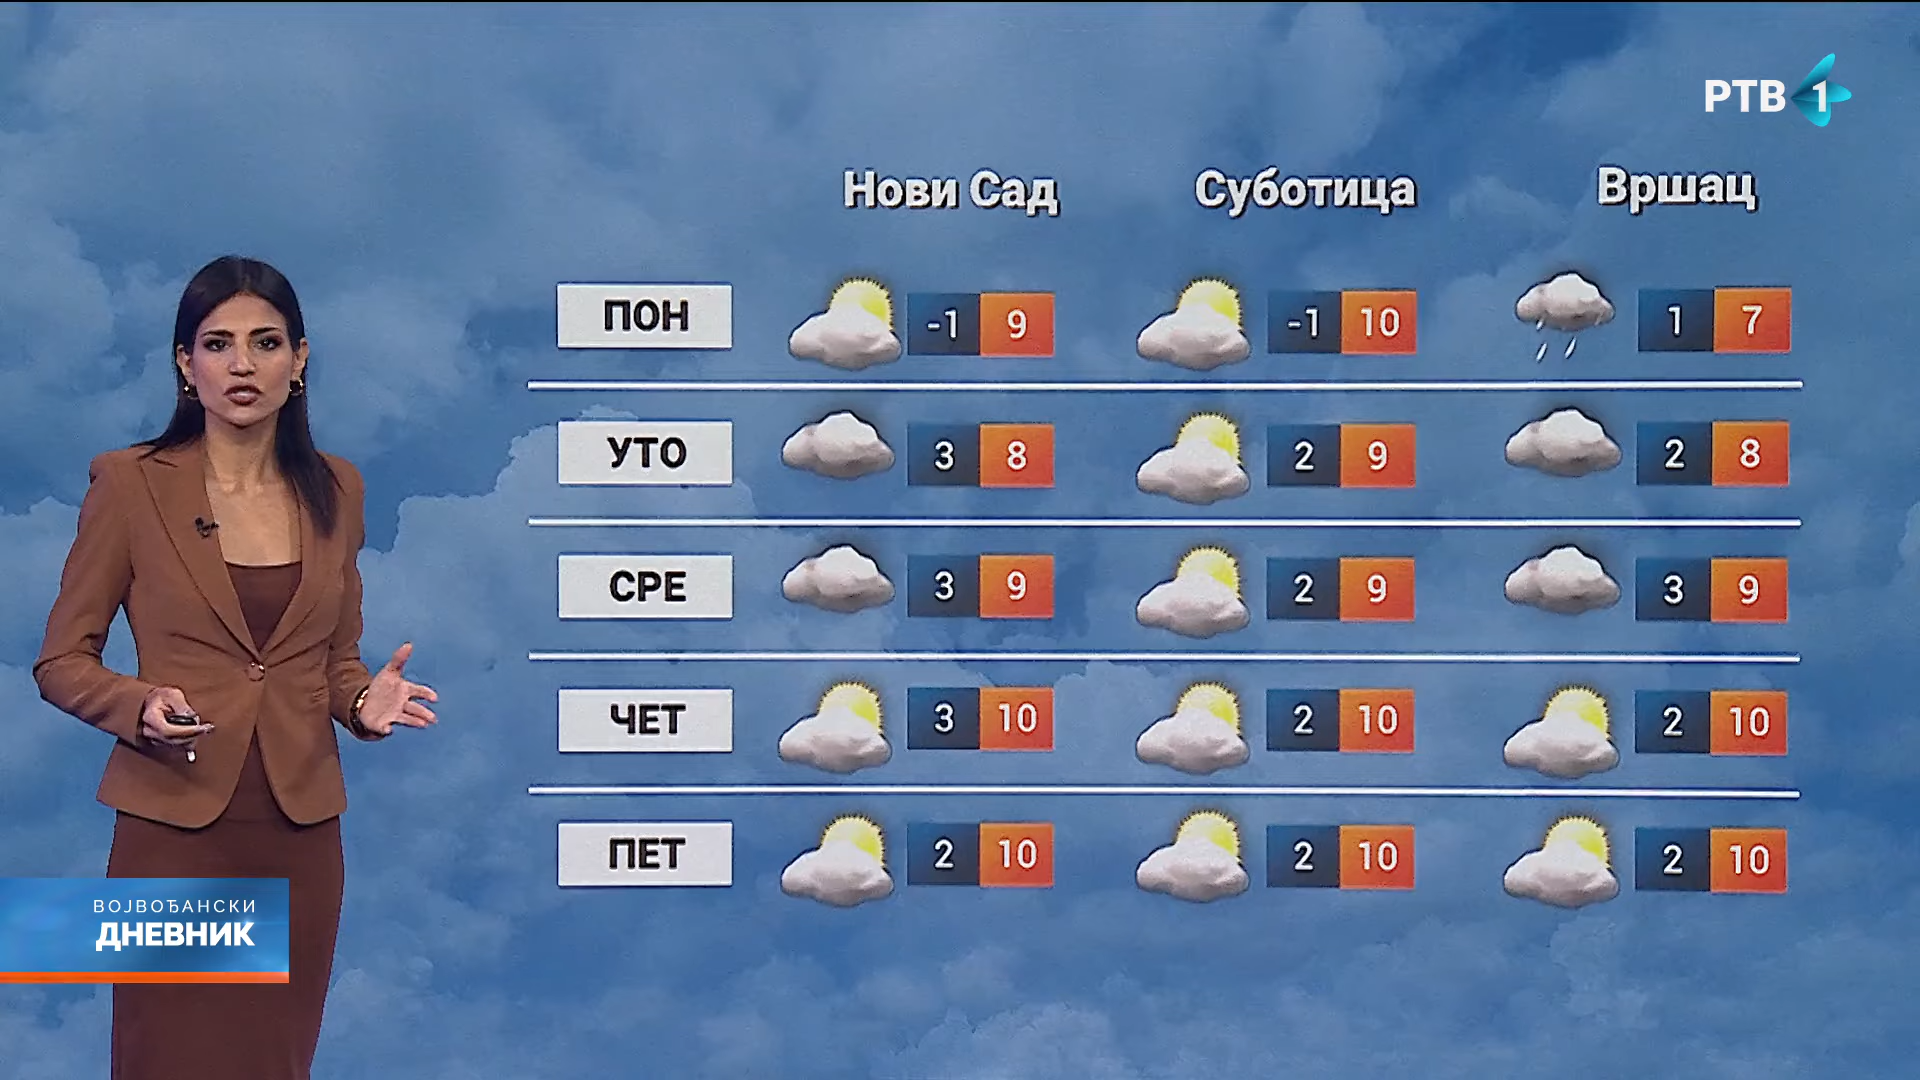 РТВ 1
Нови Сад Суботица Вршац
ПОН -1 9 -1 10 1 7
УТО 3 8 2 9 2 8
СРЕ 3 9 2 9 3 9
ЧЕТ 3 10 2 10 2 10
ПЕТ 2 10 2 10 2 10
ВОЈВОЂАНСКИ
ДНЕВНИК